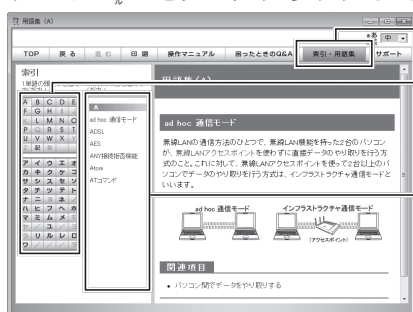 ル
用語集 (A)
あ 中
TOP 戻る 進む 印刷 操作マニュアル 困ったときのQ&A 索引・用語集 サポート
索引
用語集(A)
A B C D E
F G H I J
K L M N O
P Q R S T
U V W X Y
Z 記 数
ア イ ウ エ オ
カ キ ク ケ コ
サ シ ス セ ソ
タ チ ツ テ ト
ナ ニ ヌ ネ ノ
ハ ヒ フ ヘ ホ
マ ミ ム メ モ
ヤ ユ ヨ
ラ リ ル レ ロ
ワ
A
ad hoc 通信モード
ADSL
AES
ANY接続拒否機能
Atom
ATコマンド
ad hoc 通信モード
無線LANの通信方法のひとつで、無線LAN機能を持った2台のパソコン
が、無線LANアクセスポイントを使わずに直接データのやり取りを行う方
式のこと。これに対して、無線LANアクセスポイントを使って2台以上のパ
ソコンでデータのやり取りを行う方式は、インフラストラクチャ通信モードと
いいます。
ad hoc 通信モード インフラストラクチャ通信モード
(アクセスポイント)
関連項目
• パソコン間でデータをやり取りする